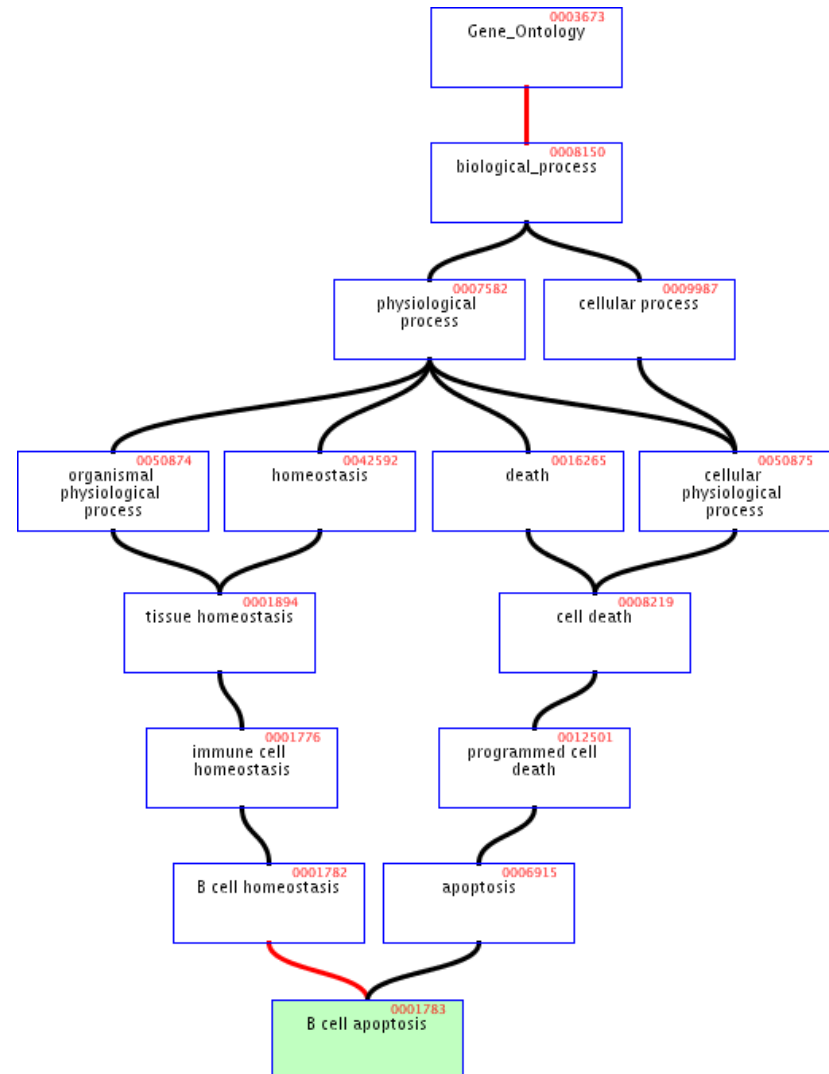 0003673
Gene_Ontology
0008150
biological_process
0007582
physiological
process
0009987
cellular process
0050874
organismal
physiological
process
0042592
homeostasis
0016265
death
0050875
cellular
physiological
process
0001894
tissue homeostasis
0008219
cell death
0001776
immune cell
homeostasis
0012501
programmed cell
death
0001782
B cell homeostasis
0006915
apoptosis
0001783
B cell apoptosis